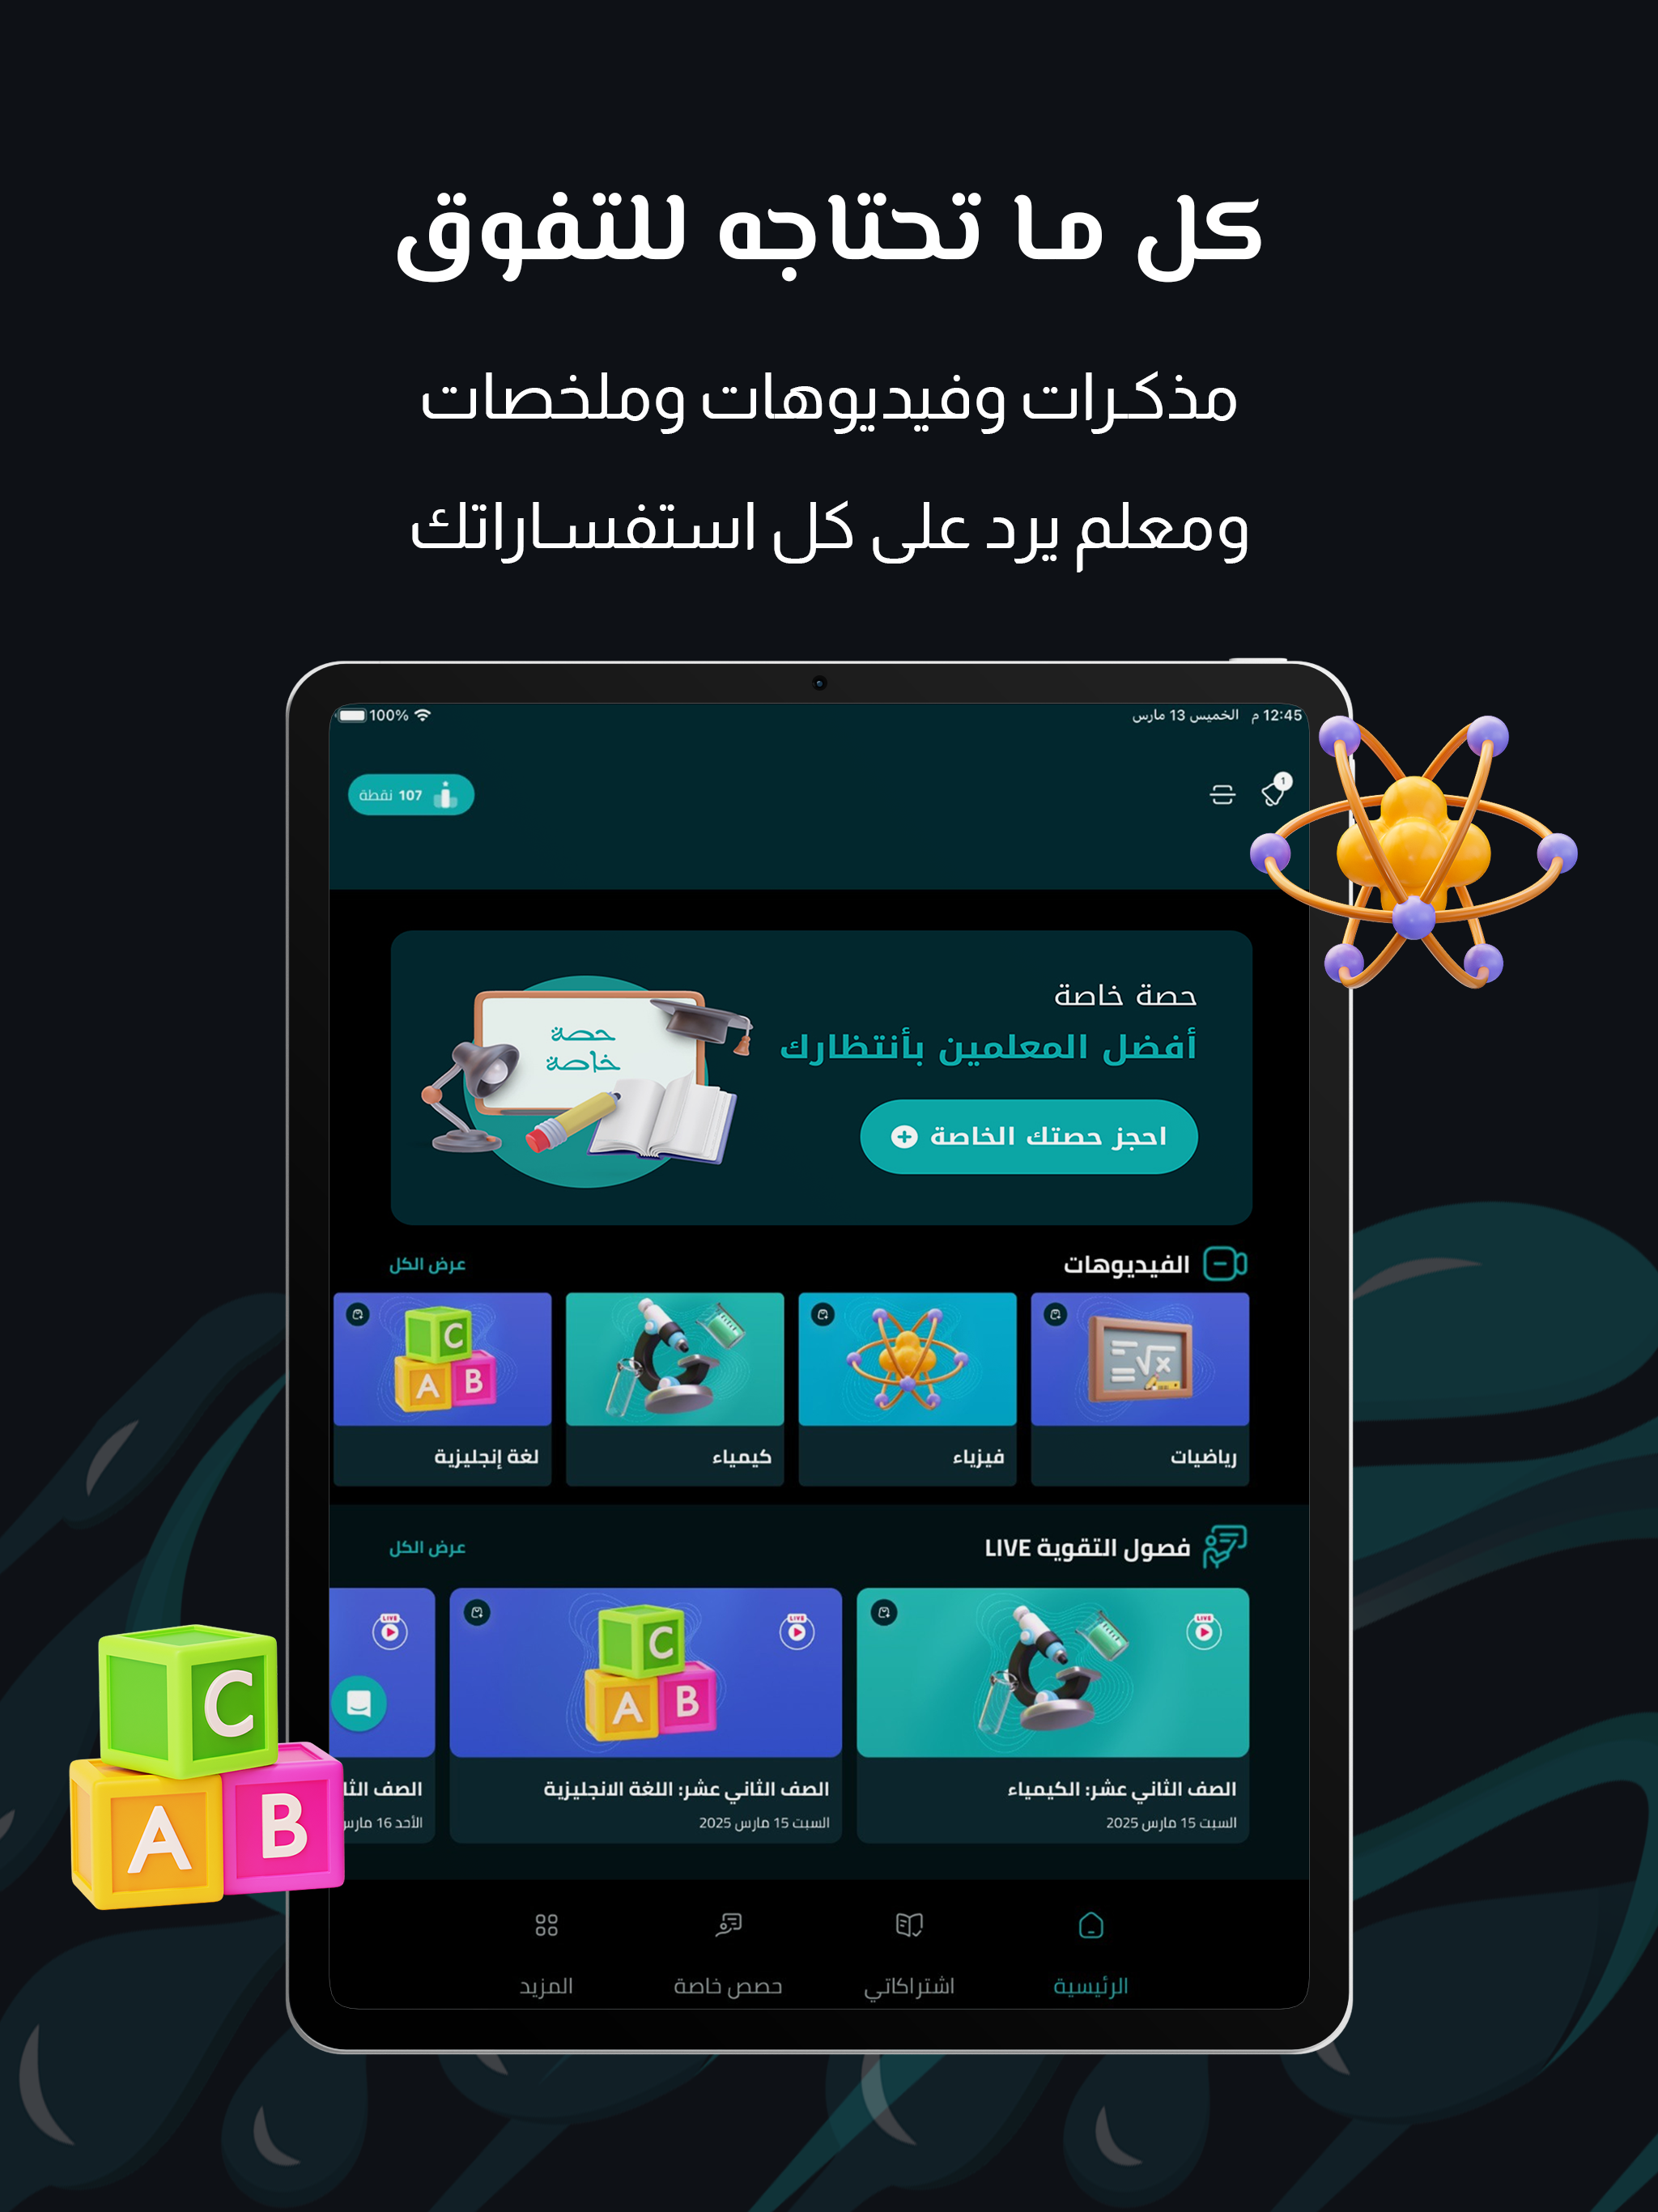 كل ما تحتاجه للتفوق
مذكرات وفيديوهات وملخصات
ومعلم يرد على كل استفساراتك
12:45 م الخميس 13 مارس
100%
1
107 نقطة
حصة خاصة
أفضل المعلمين بأنتظارك
احجز حصتك الخاصة
حصة
خاصة
الفيديوهات
عرض الكل
رياضيات
فيزياء
كيمياء
لغة إنجليزية
C
A B
فصول التقوية LIVE
عرض الكل
LIVE
LIVE
LIVE
C
A B
الصف الثاني عشر: الكيمياء
السبت 15 مارس 2025
الصف الثاني عشر: اللغة الانجليزية
السبت 15 مارس 2025
الصف الثا
الأحد 16 مارس
C
A B
الرئيسية
اشتراكاتي
حصص خاصة
المزيد